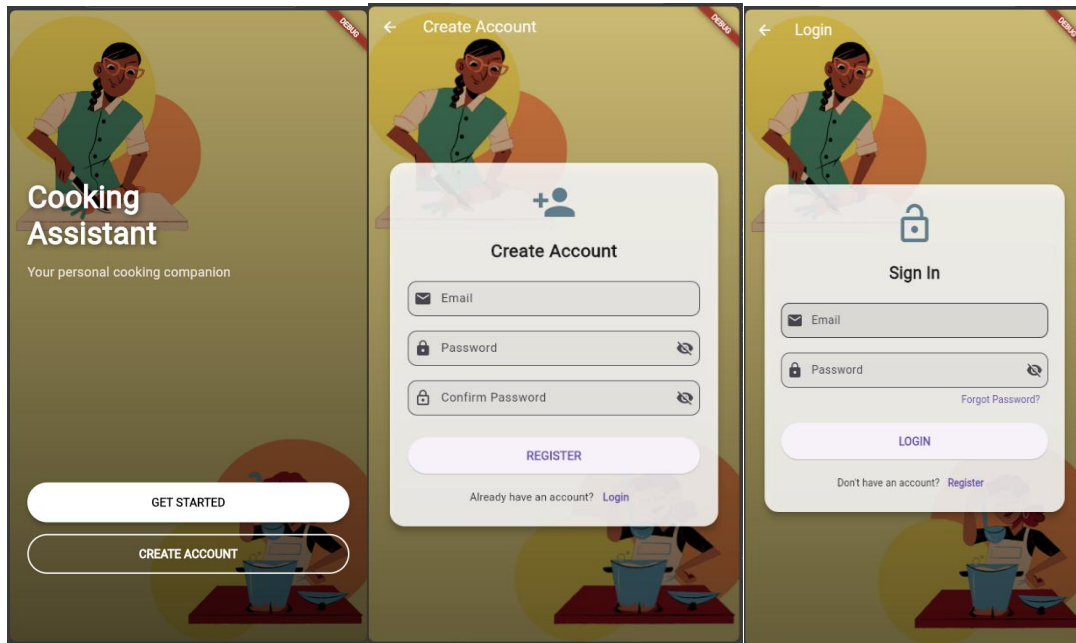 DEBUG
Cooking
Assistant
Your personal cooking companion
GET STARTED
CREATE ACCOUNT
Create Account
DEBUG
Create Account
Email
Password
Confirm Password
REGISTER
Already have an account? Login
Login
DEBUG
Sign In
Email
Password
Forgot Password?
LOGIN
Don't have an account? Register